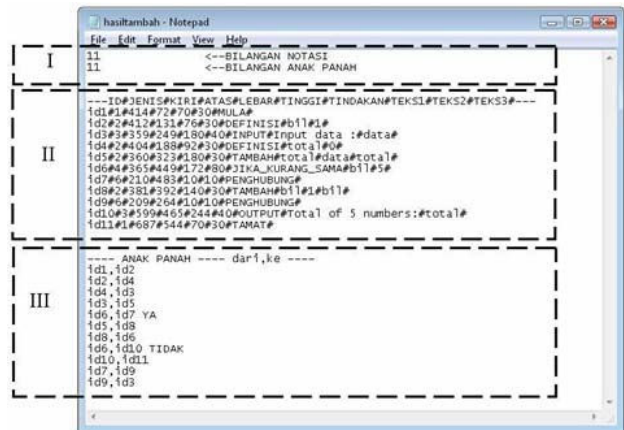 hasiltambah - Notepad
File Edit Format View Help
I
11 <--BILANGAN NOTASI
11 <--BILANGAN ANAK PANAH
II
---ID#JENIS#KIRI#ATAS#LEBAR#TINGGI#TINDAKAN#TEKS1#TEKS2#TEKS3#---
id1#1#414#72#70#30#MULA#
id2#2#412#131#76#30#DEFINISI#bil#1#
id3#3#359#249#180#40#INPUT#Input data :#data#
id4#2#404#188#92#30#DEFINISI#total#0#
id5#2#360#323#180#30#TAMBAH#total#data#total#
id6#4#365#449#172#80#JIKA_KURANG_SAMA#bil#5#
id7#6#210#483#10#10#PENGHUBUNG#
id8#2#381#392#140#30#TAMBAH#bil#1#bil#
id9#6#209#264#10#10#PENGHUBUNG#
id10#3#599#465#244#40#OUTPUT#Total of 5 numbers:#total#
id11#1#687#544#70#30#TAMAT#
III
---- ANAK PANAH ---- dari,ke ----
id1,id2
id2,id4
id4,id3
id3,id5
id6,id7 YA
id5,id8
id8,id6
id6,id10 TIDAK
id10,id11
id7,id9
id9,id3